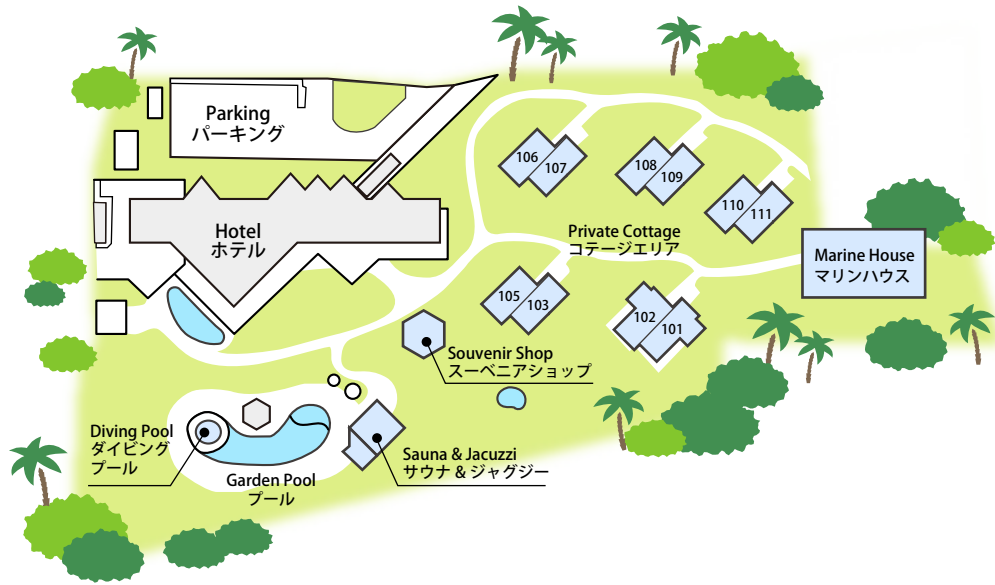 Parking
パーキング
Hotel
ホテル
106
107
108
109
110
111
Private Cottage
コテージエリア
Marine House
マリンハウス
105
103
102
101
Souvenir Shop
スーベニアショップ
Diving Pool
ダイビング
プール
Garden Pool
プール
Sauna & Jacuzzi
サウナ & ジャグジー